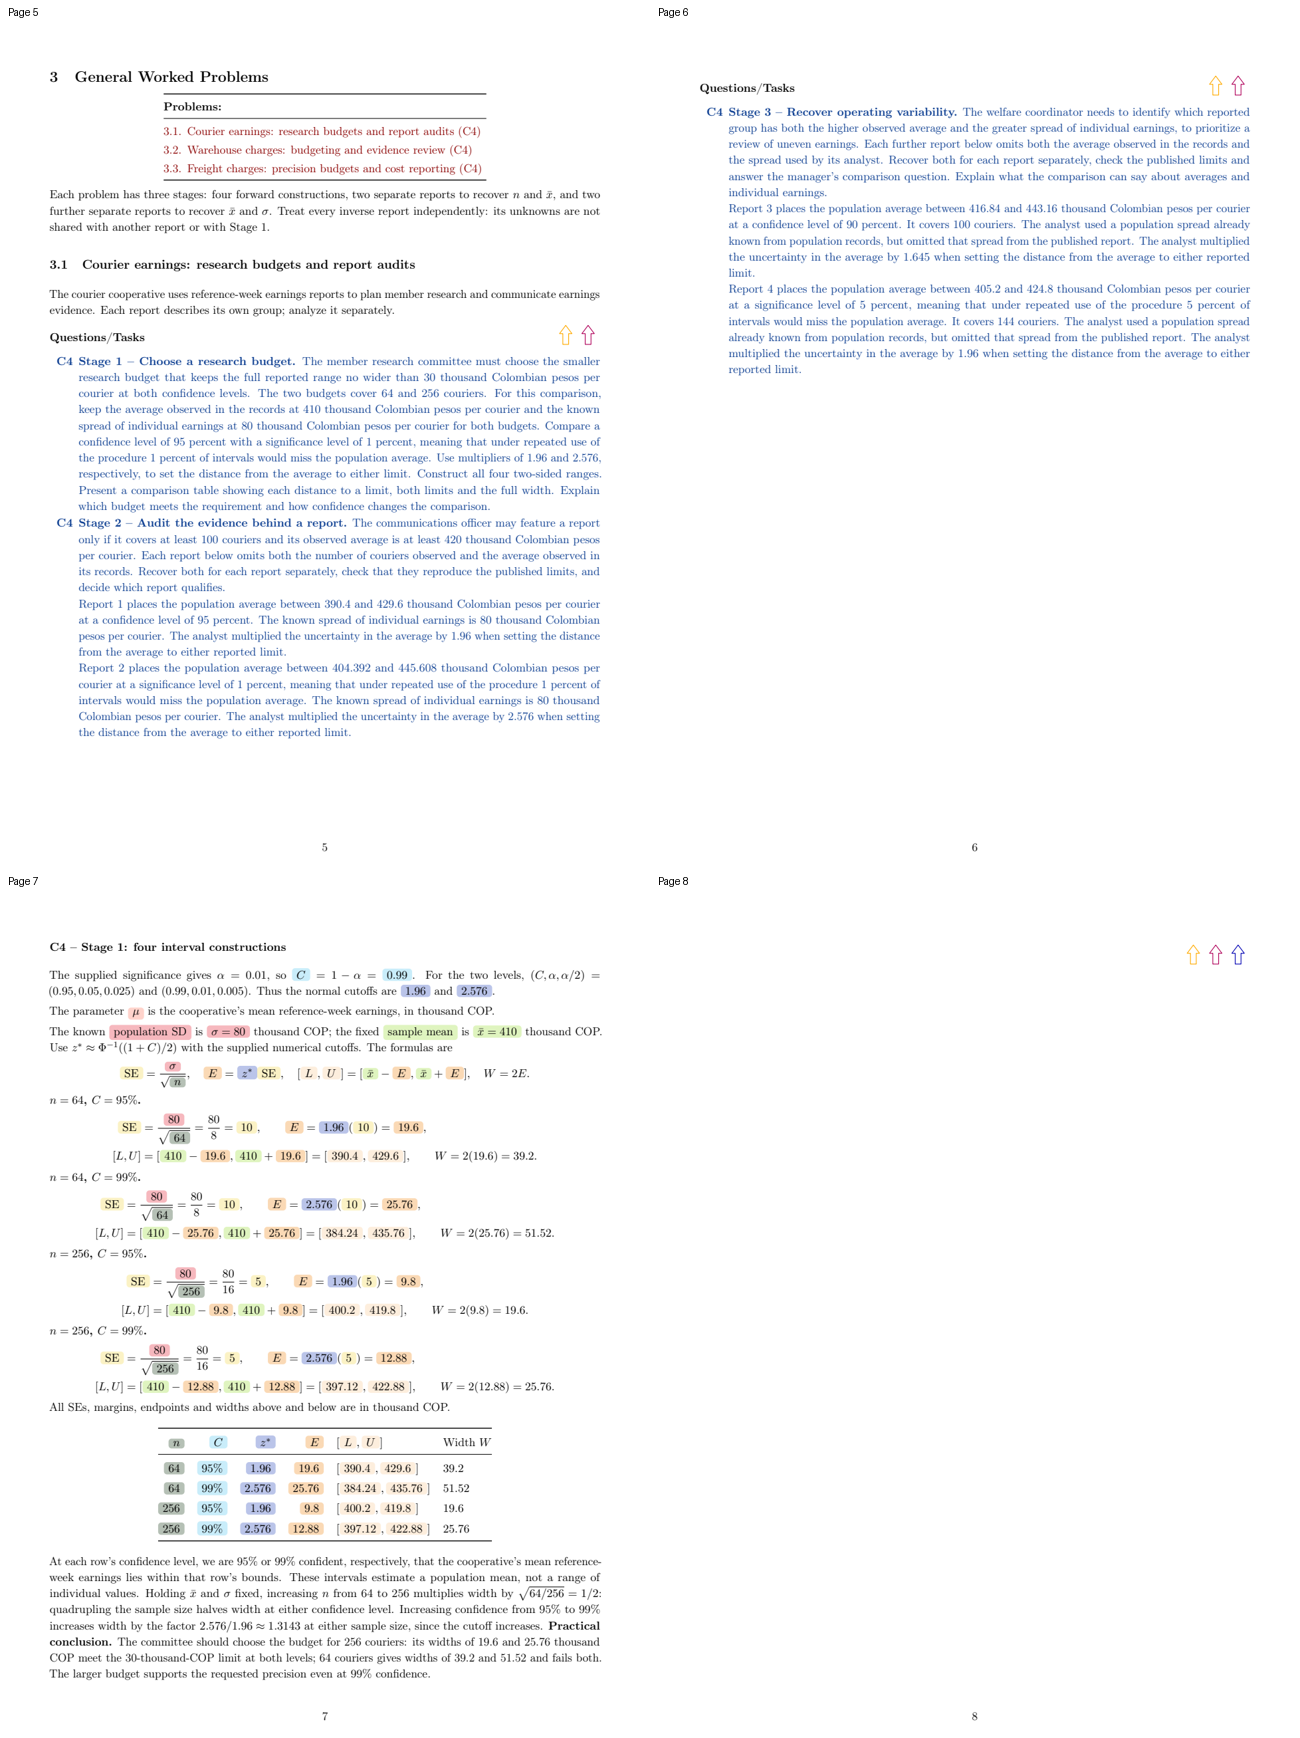 Page 5
3 General Worked Problems
Problems:
3.1. Courier earnings: research budgets and report audits (C4)
3.2. Warehouse charges: budgeting and evidence review (C4)
3.3. Freight charges: precision budgets and cost reporting (C4)
Each problem has three stages: four forward constructions, two separate reports to recover n and x̄, and two
further separate reports to recover x̄ and σ. Treat every inverse report independently: its unknowns are not
shared with another report or with Stage 1.
3.1 Courier earnings: research budgets and report audits
The courier cooperative uses reference-week earnings reports to plan member research and communicate earnings
evidence. Each report describes its own group; analyze it separately.
Questions/Tasks
C4 Stage 1 – Choose a research budget. The member research committee must choose the smaller
research budget that keeps the full reported range no wider than 30 thousand Colombian pesos per
courier at both confidence levels. The two budgets cover 64 and 256 couriers. For this comparison,
keep the average observed in the records at 410 thousand Colombian pesos per courier and the known
spread of individual earnings at 80 thousand Colombian pesos per courier for both budgets. Compare a
confidence level of 95 percent with a significance level of 1 percent, meaning that under repeated use of
the procedure 1 percent of intervals would miss the population average. Use multipliers of 1.96 and 2.576,
respectively, to set the distance from the average to either limit. Construct all four two-sided ranges.
Present a comparison table showing each distance to a limit, both limits and the full width. Explain
which budget meets the requirement and how confidence changes the comparison.
C4 Stage 2 – Audit the evidence behind a report. The communications officer may feature a report
only if it covers at least 100 couriers and its observed average is at least 420 thousand Colombian pesos
per courier. Each report below omits both the number of couriers observed and the average observed in
its records. Recover both for each report separately, check that they reproduce the published limits, and
decide which report qualifies.
Report 1 places the population average between 390.4 and 429.6 thousand Colombian pesos per courier
at a confidence level of 95 percent. The known spread of individual earnings is 80 thousand Colombian
pesos per courier. The analyst multiplied the uncertainty in the average by 1.96 when setting the distance
from the average to either reported limit.
Report 2 places the population average between 404.392 and 445.608 thousand Colombian pesos per
courier at a significance level of 1 percent, meaning that under repeated use of the procedure 1 percent of
intervals would miss the population average. The known spread of individual earnings is 80 thousand
Colombian pesos per courier. The analyst multiplied the uncertainty in the average by 2.576 when setting
the distance from the average to either reported limit.
5
Page 6
Questions/Tasks
C4 Stage 3 – Recover operating variability. The welfare coordinator needs to identify which reported
group has both the higher observed average and the greater spread of individual earnings, to prioritize a
review of uneven earnings. Each further report below omits both the average observed in the records and
the spread used by its analyst. Recover both for each report separately, check the published limits and
answer the manager's comparison question. Explain what the comparison can say about averages and
individual earnings.
Report 3 places the population average between 416.84 and 443.16 thousand Colombian pesos per courier
at a confidence level of 90 percent. It covers 100 couriers. The analyst used a population spread already
known from population records, but omitted that spread from the published report. The analyst multiplied
the uncertainty in the average by 1.645 when setting the distance from the average to either reported
limit.
Report 4 places the population average between 405.2 and 424.8 thousand Colombian pesos per courier
at a significance level of 5 percent, meaning that under repeated use of the procedure 5 percent of
intervals would miss the population average. It covers 144 couriers. The analyst used a population spread
already known from population records, but omitted that spread from the published report. The analyst
multiplied the uncertainty in the average by 1.96 when setting the distance from the average to either
reported limit.
6
Page 7
C4 – Stage 1: four interval constructions
The supplied significance gives α = 0.01, so C = 1 − α = 0.99 . For the two levels, (C, α, α/2) =
(0.95, 0.05, 0.025) and (0.99, 0.01, 0.005). Thus the normal cutoffs are 1.96 and 2.576 .
The parameter μ is the cooperative's mean reference-week earnings, in thousand COP.
The known population SD is σ = 80 thousand COP; the fixed sample mean is x̄ = 410 thousand COP.
Use z* ≈ Φ⁻¹((1 + C)/2) with the supplied numerical cutoffs. The formulas are
SE = σ/√n, E = z* SE , [ L , U ] = [ x̄ − E , x̄ + E ], W = 2E.
n = 64, C = 95%.
SE = 80/√64 = 80/8 = 10 , E = 1.96 ( 10 ) = 19.6 ,
[L, U] = [ 410 − 19.6 , 410 + 19.6 ] = [ 390.4 , 429.6 ], W = 2(19.6) = 39.2.
n = 64, C = 99%.
SE = 80/√64 = 80/8 = 10 , E = 2.576 ( 10 ) = 25.76 ,
[L, U] = [ 410 − 25.76 , 410 + 25.76 ] = [ 384.24 , 435.76 ], W = 2(25.76) = 51.52.
n = 256, C = 95%.
SE = 80/√256 = 80/16 = 5 , E = 1.96 ( 5 ) = 9.8 ,
[L, U] = [ 410 − 9.8 , 410 + 9.8 ] = [ 400.2 , 419.8 ], W = 2(9.8) = 19.6.
n = 256, C = 99%.
SE = 80/√256 = 80/16 = 5 , E = 2.576 ( 5 ) = 12.88 ,
[L, U] = [ 410 − 12.88 , 410 + 12.88 ] = [ 397.12 , 422.88 ], W = 2(12.88) = 25.76.
All SEs, margins, endpoints and widths above and below are in thousand COP.
n C z* E [ L , U ] Width W
64 95% 1.96 19.6 [ 390.4 , 429.6 ] 39.2
64 99% 2.576 25.76 [ 384.24 , 435.76 ] 51.52
256 95% 1.96 9.8 [ 400.2 , 419.8 ] 19.6
256 99% 2.576 12.88 [ 397.12 , 422.88 ] 25.76
At each row's confidence level, we are 95% or 99% confident, respectively, that the cooperative's mean reference-
week earnings lies within that row's bounds. These intervals estimate a population mean, not a range of
individual values. Holding x̄ and σ fixed, increasing n from 64 to 256 multiplies width by √64/256 = 1/2:
quadrupling the sample size halves width at either confidence level. Increasing confidence from 95% to 99%
increases width by the factor 2.576/1.96 ≈ 1.3143 at either sample size, since the cutoff increases. Practical
conclusion. The committee should choose the budget for 256 couriers: its widths of 19.6 and 25.76 thousand
COP meet the 30-thousand-COP limit at both levels; 64 couriers gives widths of 39.2 and 51.52 and fails both.
The larger budget supports the requested precision even at 99% confidence.
7
Page 8
8